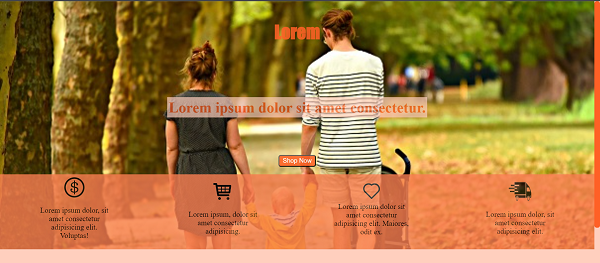 Lorem
Lorem ipsum dolor sit amet consectetur.
Shop Now
Lorem ipsum dolor, sit
amet consectetur
adipisicing elit.
Voluptas!
Lorem ipsum, dolor sit
amet consectetur
adipisicing.
Lorem ipsum dolor, sit
amet consectetur
adipisicing elit. Maiores,
odit ex.
Lorem ipsum dolor, sit
amet consectetur
adipisicing elit.